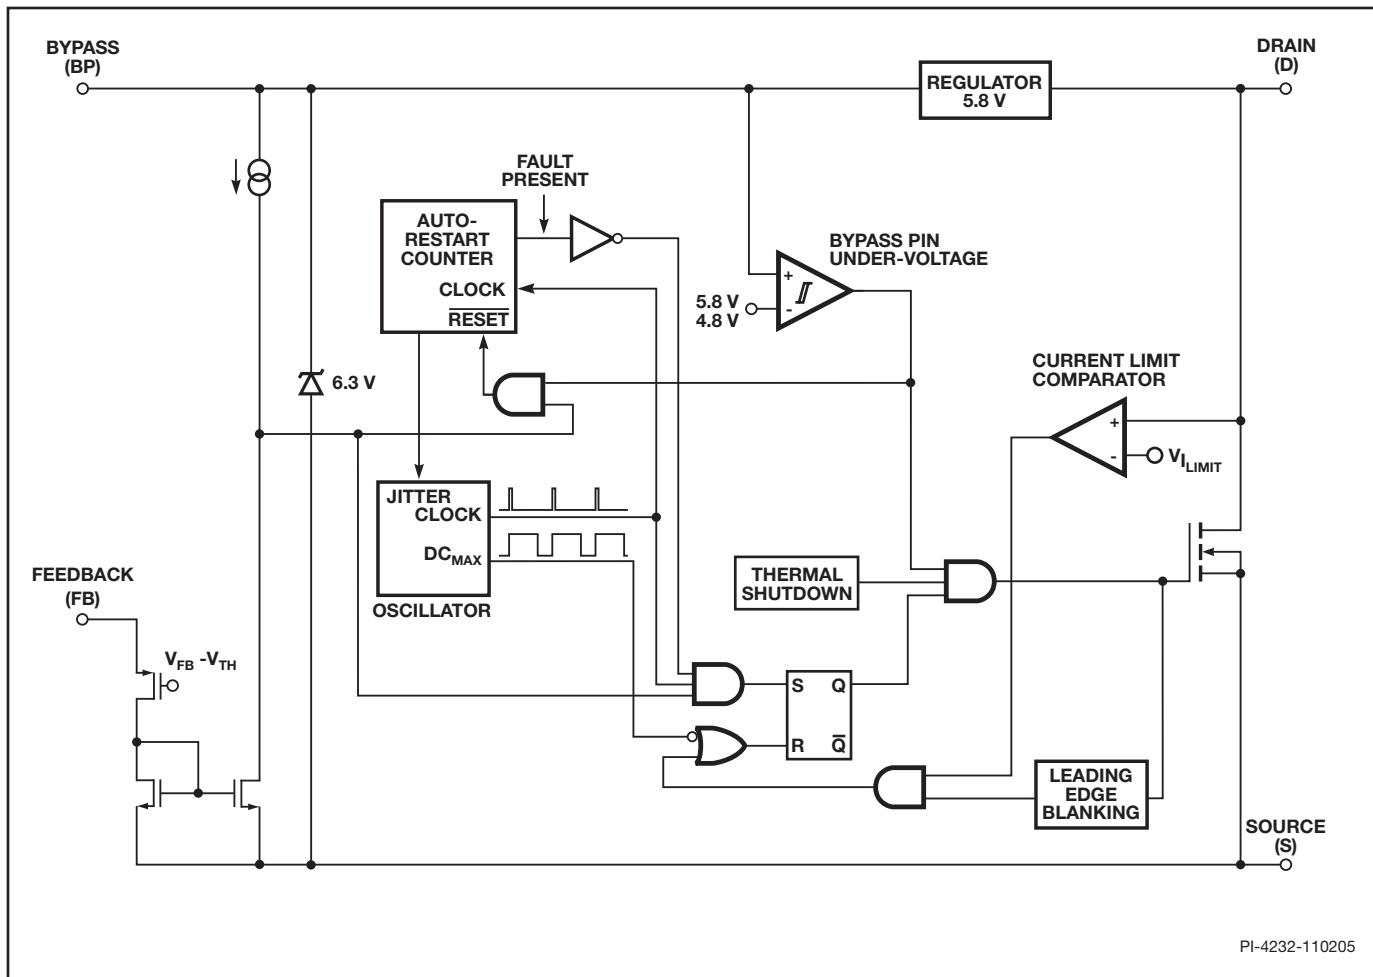 BYPASS
(BP)
DRAIN
(D)
REGULATOR
5.8 V
FAULT
PRESENT
AUTO-
RESTART
COUNTER
CLOCK
RESET
BYPASS PIN
UNDER-VOLTAGE
+
-
5.8 V
4.8 V
6.3 V
CURRENT LIMIT
COMPARATOR
+
-
VILIMIT
JITTER
CLOCK
DCMAX
OSCILLATOR
THERMAL
SHUTDOWN
FEEDBACK
(FB)
VFB -VTH
S Q
R Q̅
LEADING
EDGE
BLANKING
SOURCE
(S)
PI-4232-110205